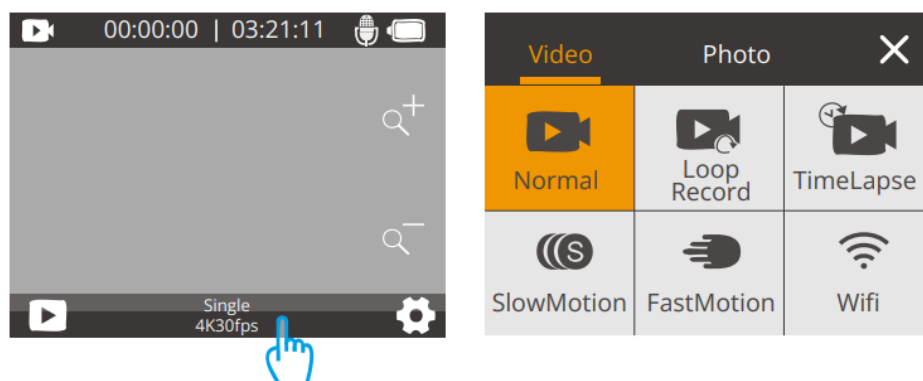 00:00:00 | 03:21:11
Single
4K30fps
Video Photo
Normal
Loop
Record
TimeLapse
S
SlowMotion FastMotion Wifi